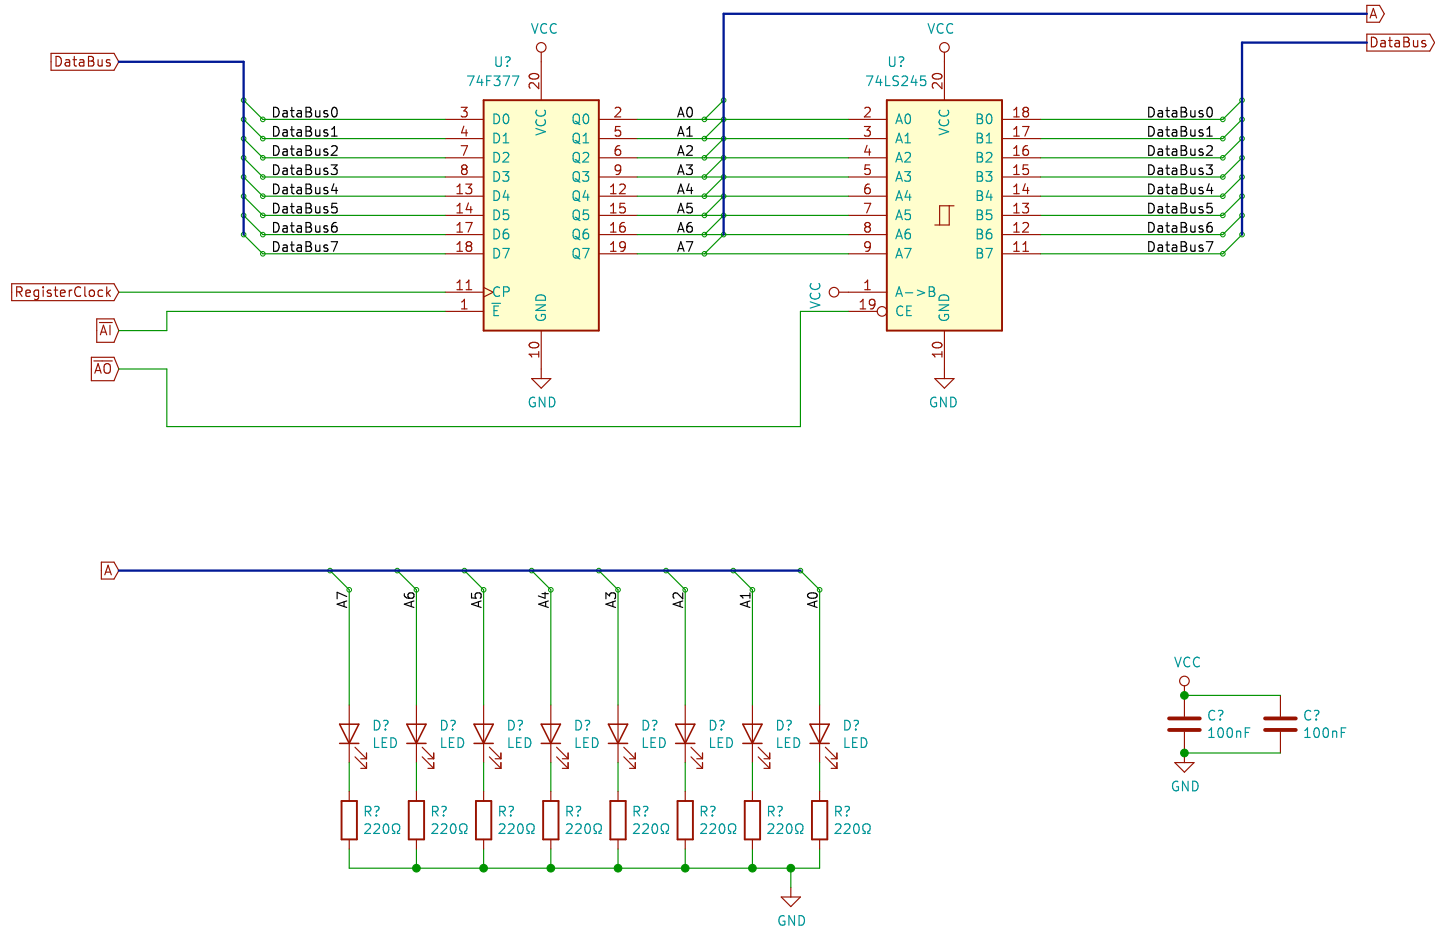 A
DataBus
DataBus
VCC
U?
74F377
20
VCC
U?
74LS245
20
DataBus0 3 D0 VCC Q0 2 A0 2 A0 VCC B0 18 DataBus0
DataBus1 4 D1 Q1 5 A1 3 A1 B1 17 DataBus1
DataBus2 7 D2 Q2 6 A2 4 A2 B2 16 DataBus2
DataBus3 8 D3 Q3 9 A3 5 A3 B3 15 DataBus3
DataBus4 13 D4 Q4 12 A4 6 A4 B4 14 DataBus4
DataBus5 14 D5 Q5 15 A5 7 A5 B5 13 DataBus5
DataBus6 17 D6 Q6 16 A6 8 A6 B6 12 DataBus6
DataBus7 18 D7 Q7 19 A7 9 A7 B7 11 DataBus7
RegisterClock 11 CP GND VCC 1 A->B GND
1 E̅ 19 CE
A̅I̅
10 10
A̅O̅
GND GND
A
A7 A6 A5 A4 A3 A2 A1 A0
VCC
D? D? D? D? D? D? D? D? C? C?
LED LED LED LED LED LED LED LED 100nF 100nF
GND
R? R? R? R? R? R? R? R?
220Ω 220Ω 220Ω 220Ω 220Ω 220Ω 220Ω 220Ω
GND